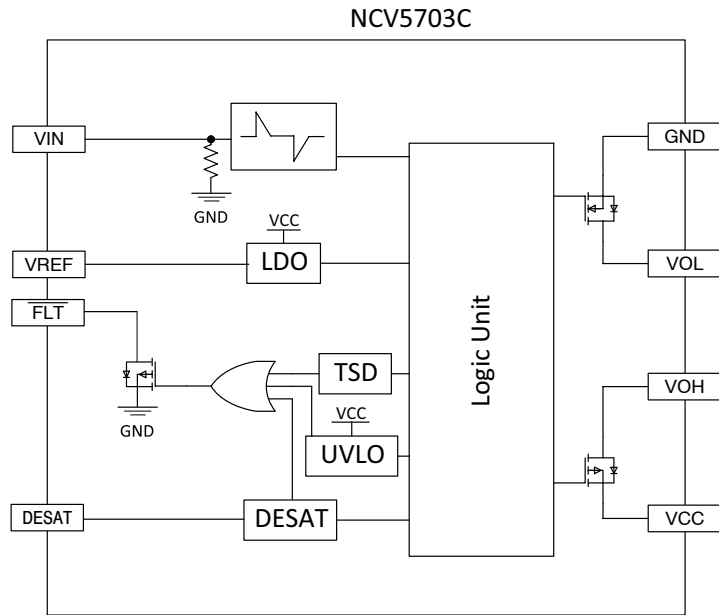 NCV5703C
VIN
GND
GND
VREF
VCC
LDO
VOL
FLT
Logic Unit
TSD
VOH
GND
VCC
UVLO
DESAT
DESAT
VCC